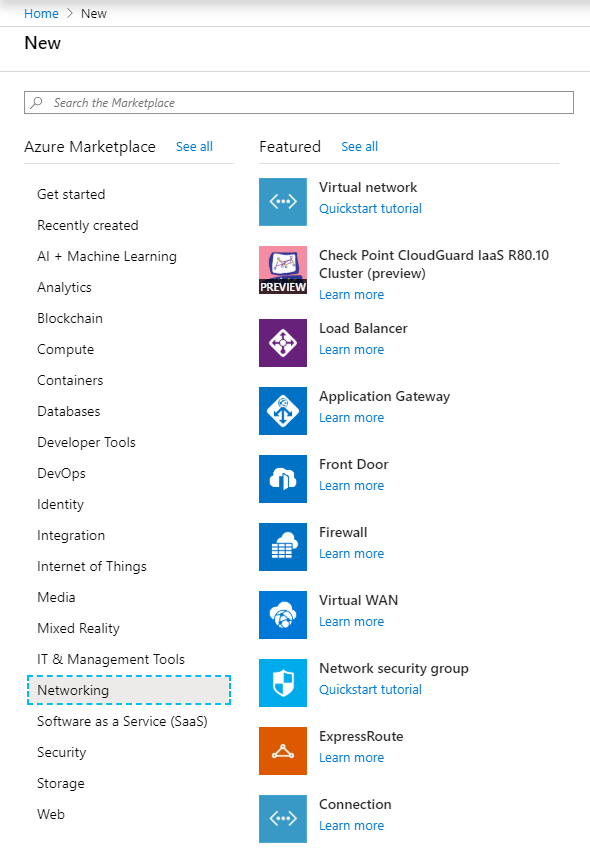 Home > New
New
Search the Marketplace
Azure Marketplace See all
Get started
Recently created
AI + Machine Learning
Analytics
Blockchain
Compute
Containers
Databases
Developer Tools
DevOps
Identity
Integration
Internet of Things
Media
Mixed Reality
IT & Management Tools
Networking
Software as a Service (SaaS)
Security
Storage
Web
Featured See all
Virtual network
Quickstart tutorial
PREVIEW
Check Point CloudGuard IaaS R80.10
Cluster (preview)
Learn more
Load Balancer
Learn more
Application Gateway
Learn more
Front Door
Learn more
Firewall
Learn more
Virtual WAN
Learn more
Network security group
Quickstart tutorial
ExpressRoute
Learn more
Connection
Learn more